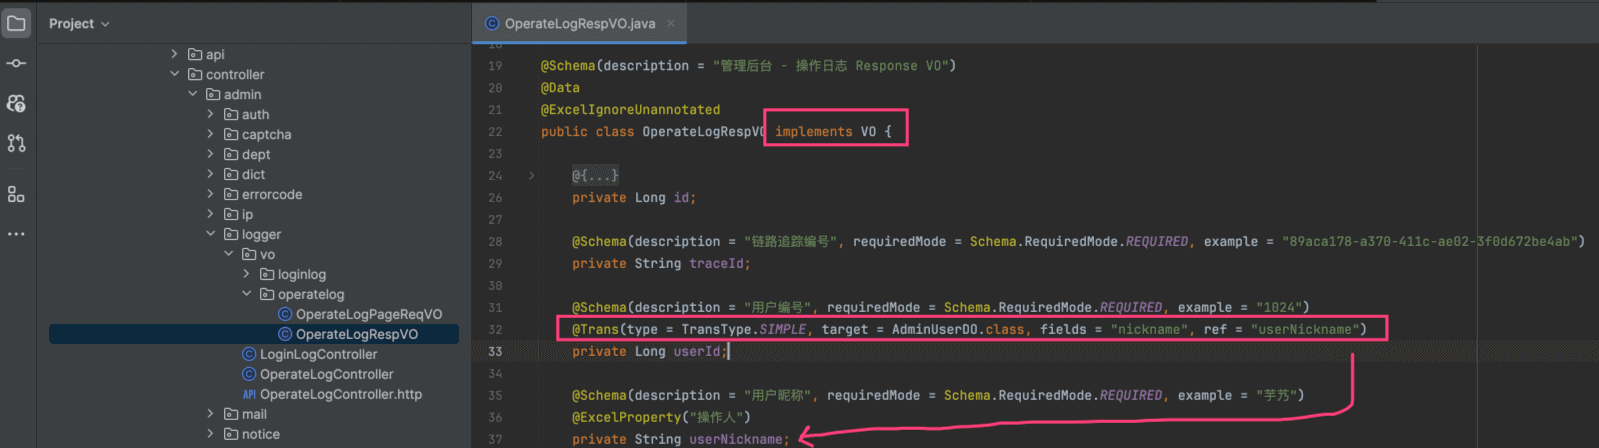 Project
api
controller
admin
auth
captcha
dept
dict
errorcode
ip
logger
vo
loginlog
operatelog
OperateLogPageReqVO
OperateLogRespVO
LoginLogController
OperateLogController
API OperateLogController.http
mail
notice
OperateLogRespVO.java
18
19 @Schema(description = "管理后台 - 操作日志 Response VO")
20 @Data
21 @ExcelIgnoreUnannotated
22 public class OperateLogRespVO implements VO {
23
24 @{...}
26 private Long id;
27
28 @Schema(description = "链路追踪编号", requiredMode = Schema.RequiredMode.REQUIRED, example = "89aca178-a370-411c-ae02-3f0d672be4ab")
29 private String traceId;
30
31 @Schema(description = "用户编号", requiredMode = Schema.RequiredMode.REQUIRED, example = "1024")
32 @Trans(type = TransType.SIMPLE, target = AdminUserDO.class, fields = "nickname", ref = "userNickname")
33 private Long userId;
34
35 @Schema(description = "用户昵称", requiredMode = Schema.RequiredMode.REQUIRED, example = "芋艿")
36 @ExcelProperty("操作人")
37 private String userNickname;